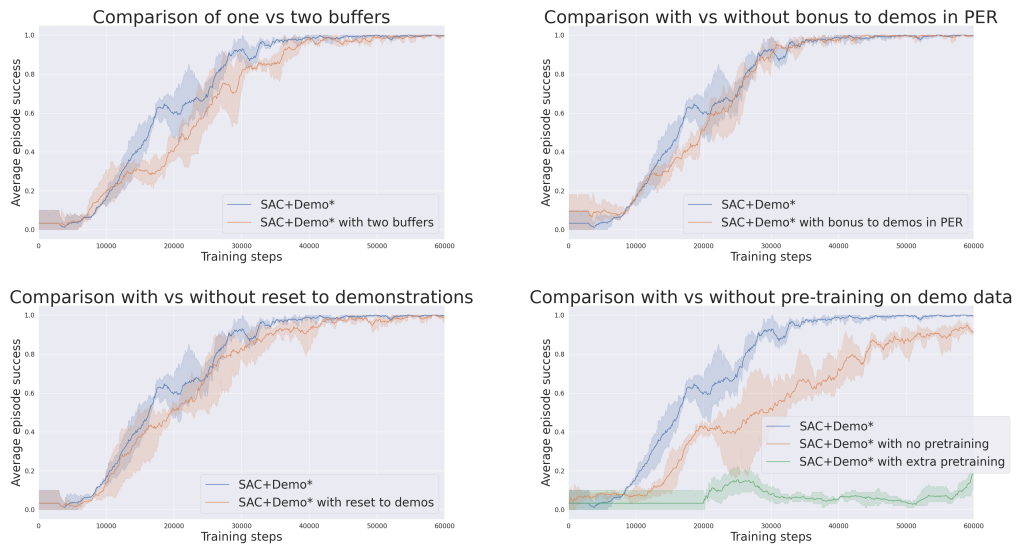 Comparison of one vs two buffers
Average episode success
1.0
0.8
0.6
0.4
0.2
0.0
SAC+Demo*
SAC+Demo* with two buffers
0
10000
20000
30000
40000
50000
60000
Training steps
Comparison with vs without bonus to demos in PER
Average episode success
1.0
0.8
0.6
0.4
0.2
0.0
SAC+Demo*
SAC+Demo* with bonus to demos in PER
0
10000
20000
30000
40000
50000
60000
Training steps
Comparison with vs without reset to demonstrations
Average episode success
1.0
0.8
0.6
0.4
0.2
0.0
SAC+Demo*
SAC+Demo* with reset to demos
0
10000
20000
30000
40000
50000
60000
Training steps
Comparison with vs without pre-training on demo data
Average episode success
1.0
0.8
0.6
0.4
0.2
0.0
SAC+Demo*
SAC+Demo* with no pretraining
SAC+Demo* with extra pretraining
0
10000
20000
30000
40000
50000
60000
Training steps